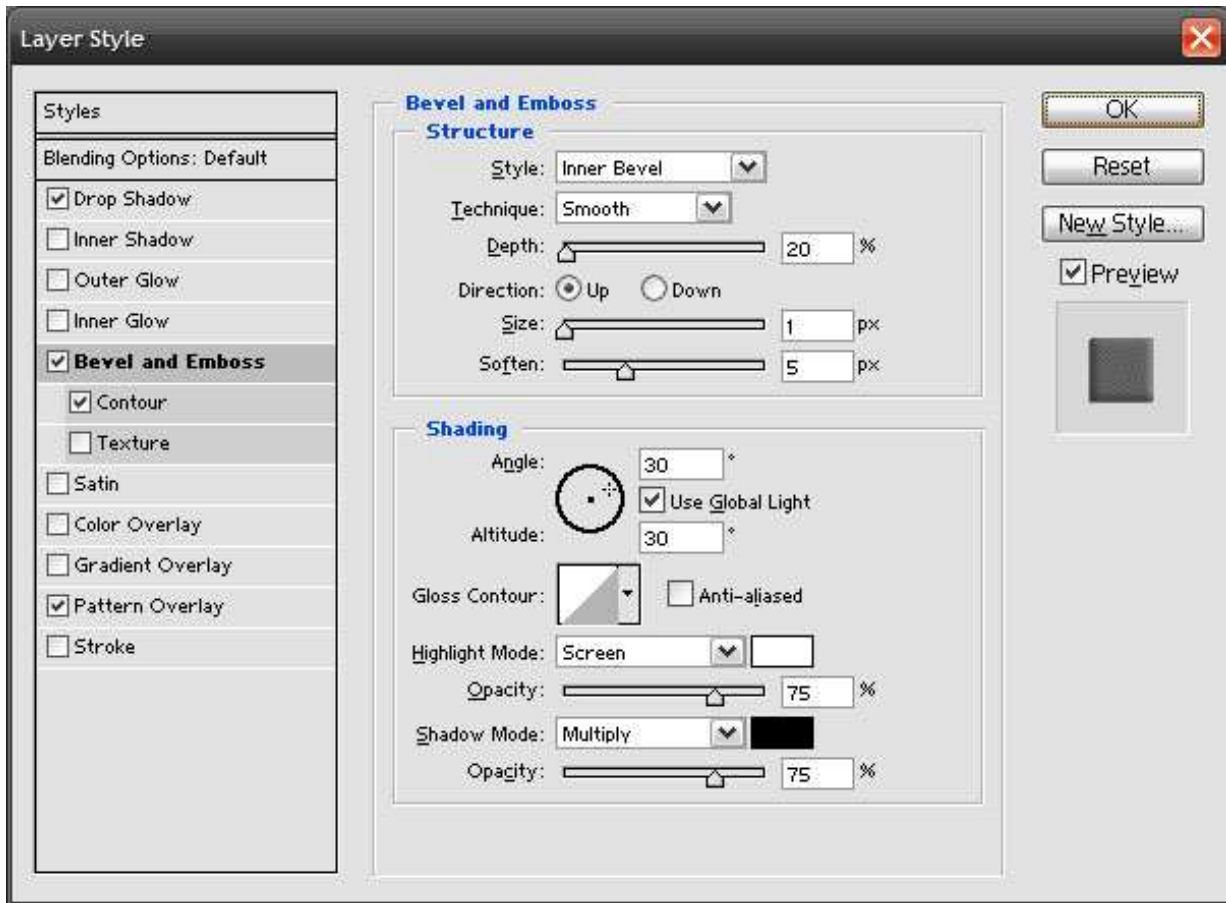 Layer Style
Styles
Blending Options: Default
Drop Shadow
Inner Shadow
Outer Glow
Inner Glow
Bevel and Emboss
Contour
Texture
Satin
Color Overlay
Gradient Overlay
Pattern Overlay
Stroke
Bevel and Emboss
Structure
Style: Inner Bevel
Technique: Smooth
Depth: 20 %
Direction: Up Down
Size: 1 px
Soften: 5 px
Shading
Angle: 30 °
Use Global Light
Altitude: 30 °
Gloss Contour: Anti-aliased
Highlight Mode: Screen
Opacity: 75 %
Shadow Mode: Multiply
Opacity: 75 %
OK
Reset
New Style...
Preview